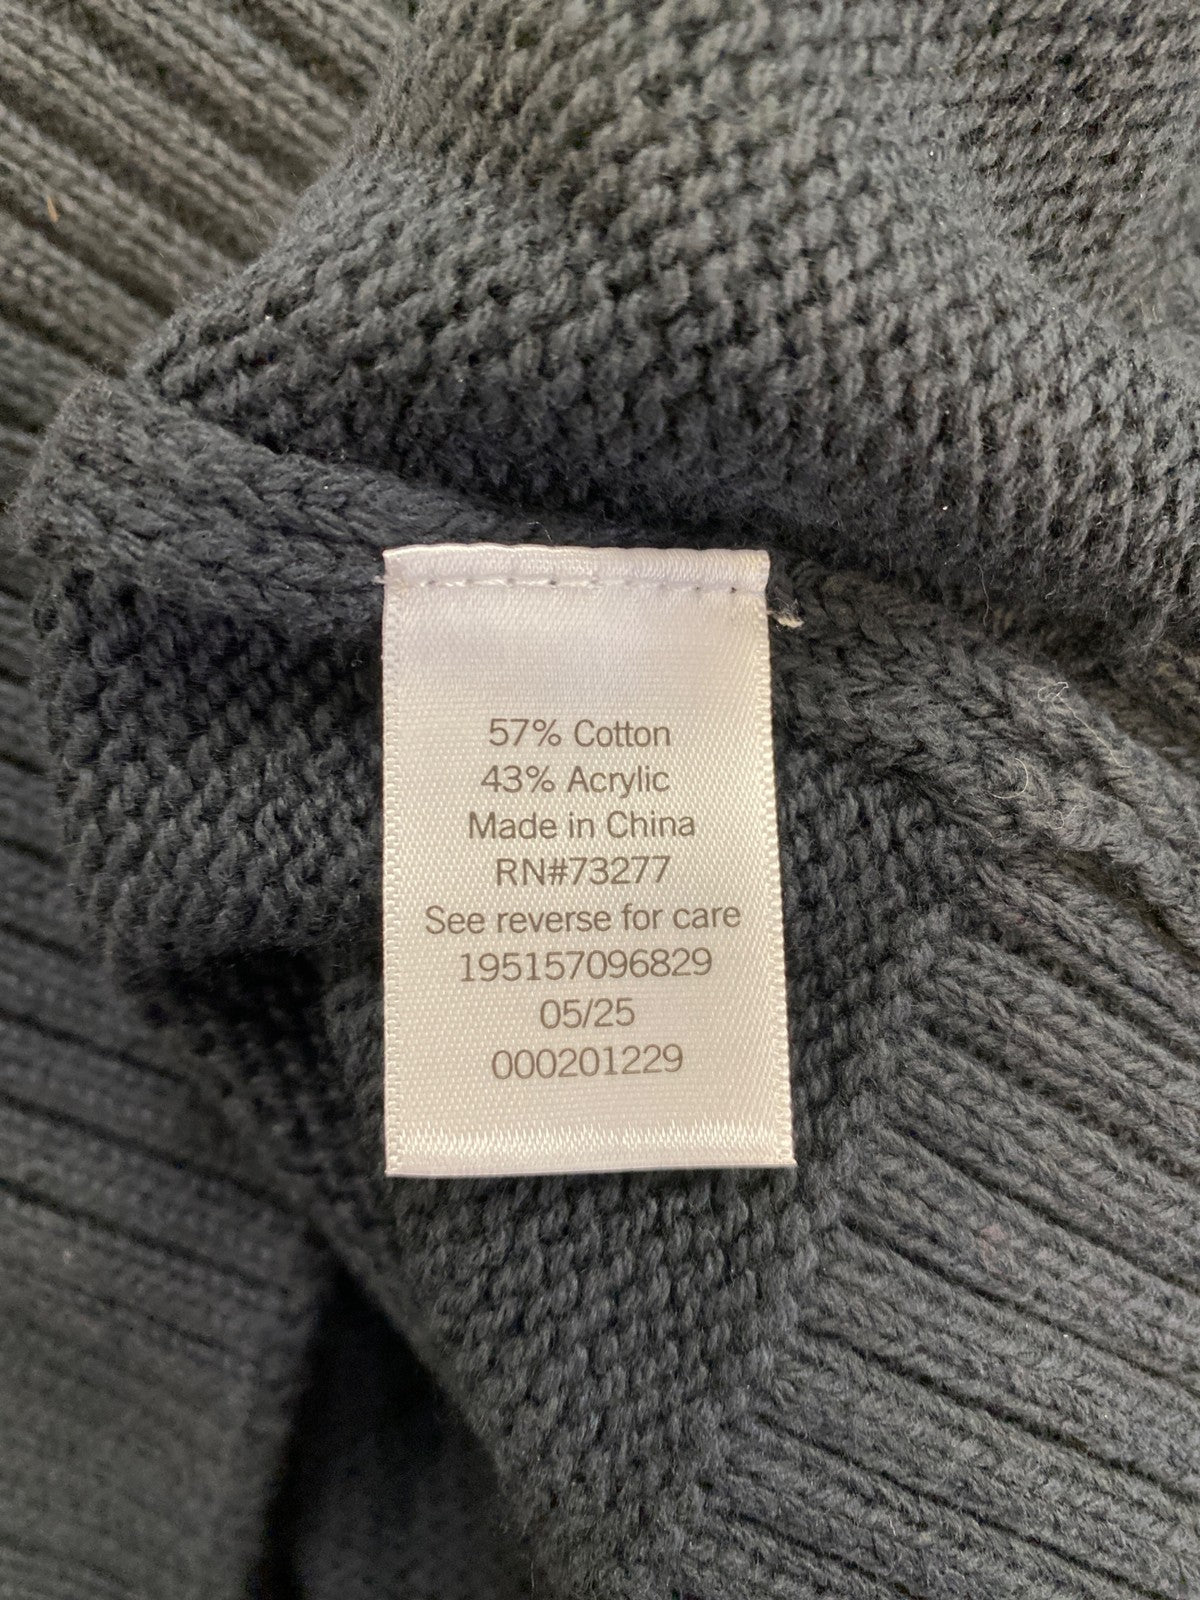 57% Cotton
43% Acrylic
Made in China
RN#73277
See reverse for care
195157096829
05/25
000201229